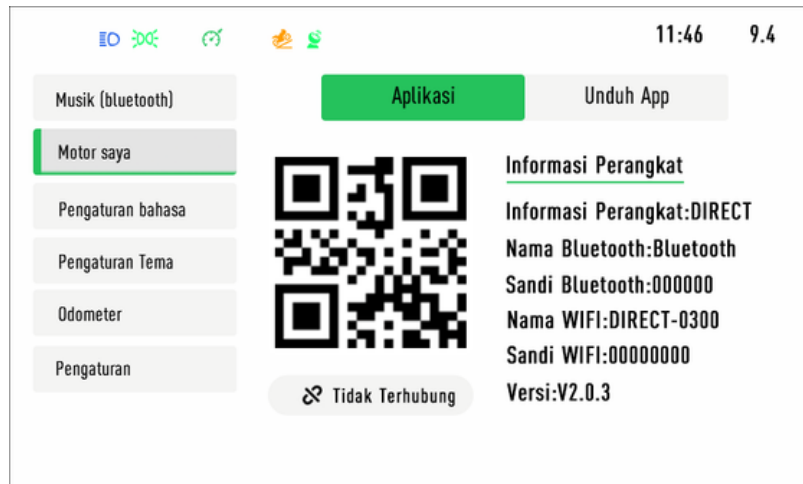 11:46 9.4
Musik (bluetooth)
Motor saya
Pengaturan bahasa
Pengaturan Tema
Odometer
Pengaturan
Aplikasi
Unduh App
Informasi Perangkat
Informasi Perangkat:DIRECT
Nama Bluetooth:Bluetooth
Sandi Bluetooth:000000
Nama WIFI:DIRECT-0300
Sandi WIFI:00000000
Versi:V2.0.3
Tidak Terhubung